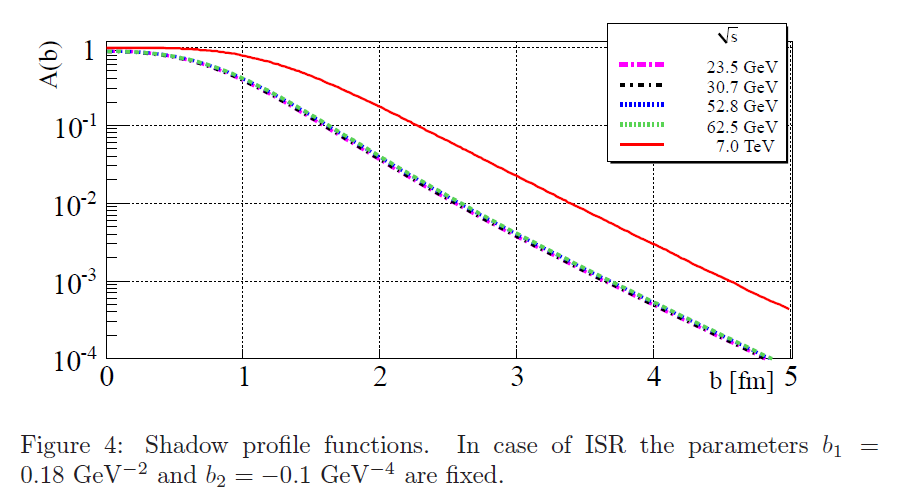 A(b)
1
10-1
10-2
10-3
10-4
0 1 2 3 4 b [fm] 5
√s
23.5 GeV
30.7 GeV
52.8 GeV
62.5 GeV
7.0 TeV
Figure 4: Shadow profile functions. In case of ISR the parameters b₁ =
0.18 GeV⁻² and b₂ = −0.1 GeV⁻⁴ are fixed.